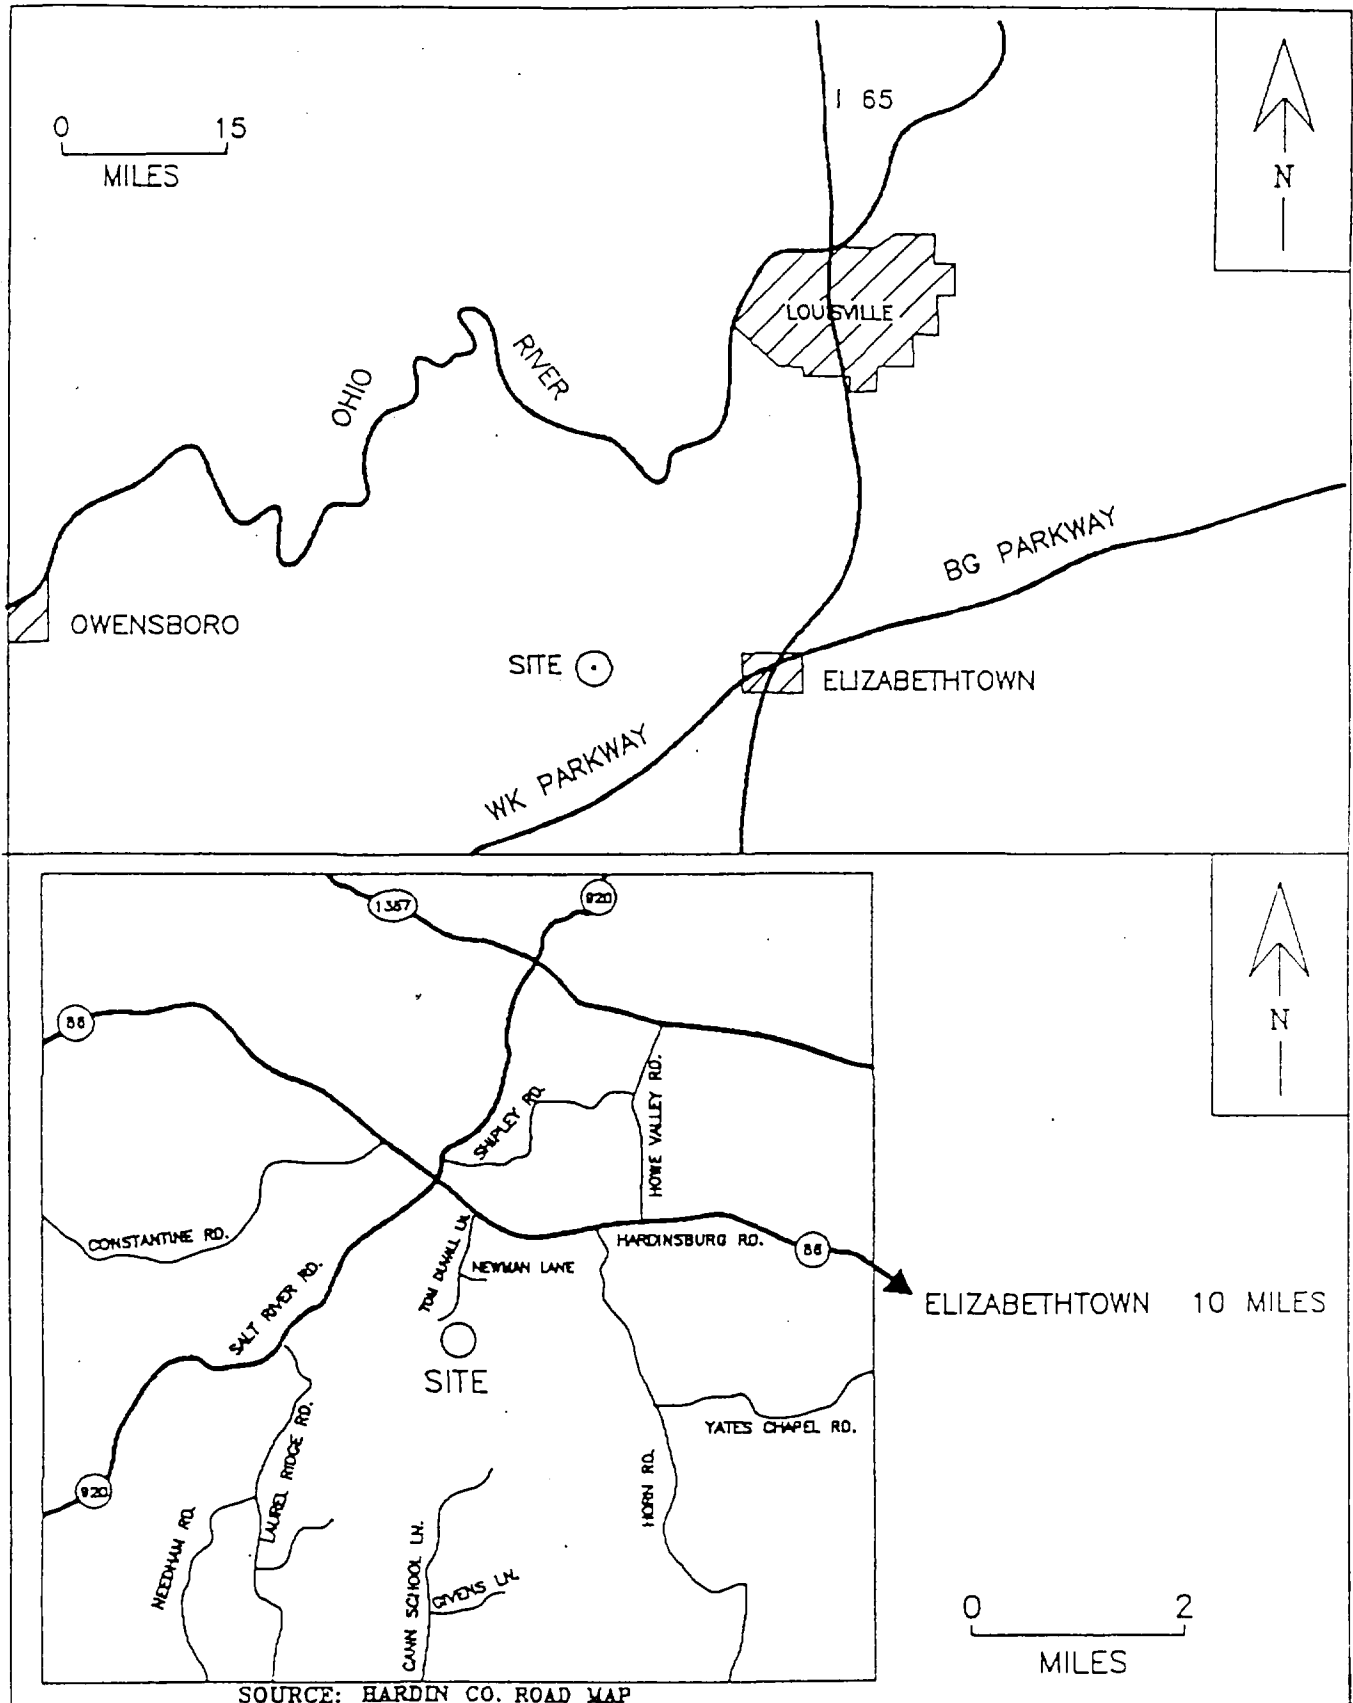 I 65
0 15
MILES
N
LOUISVILLE
OHIO
RIVER
BG PARKWAY
OWENSBORO
SITE
ELIZABETHTOWN
WK PARKWAY
1387
920
88
N
SHIPLEY RD.
HOWE VALLEY RD.
CONSTANTINE RD.
TOM DUVALL LN.
HARDINSBURG RD.
88
NEWMAN LANE
SALT RIVER RD.
ELIZABETHTOWN 10 MILES
SITE
YATES CHAPEL RD.
LAUREL RIDGE RD.
HORN RD.
920
NEEDHAM RD.
CANN SCHOOL LN.
GIVENS LN.
0 2
MILES
SOURCE: HARDIN CO. ROAD MAP